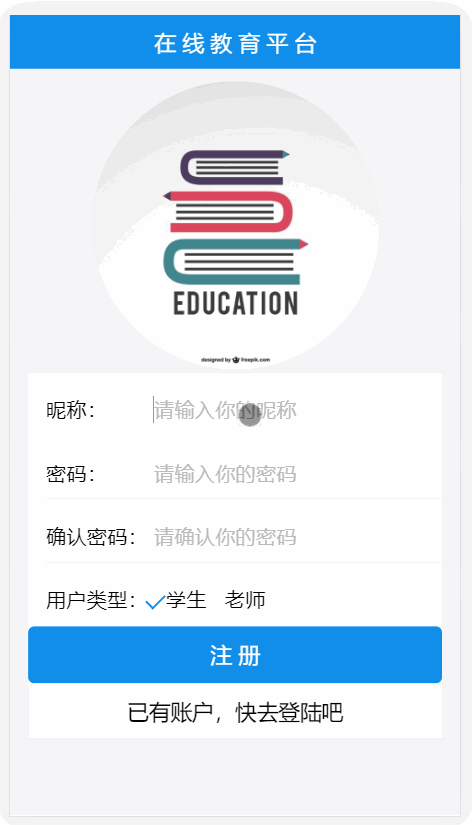 在线教育平台
EDUCATION
designed by freepik.com
昵称： 请输入你的昵称
密码： 请输入你的密码
确认密码： 请确认你的密码
用户类型： 学生 老师
注册
已有账户，快去登陆吧